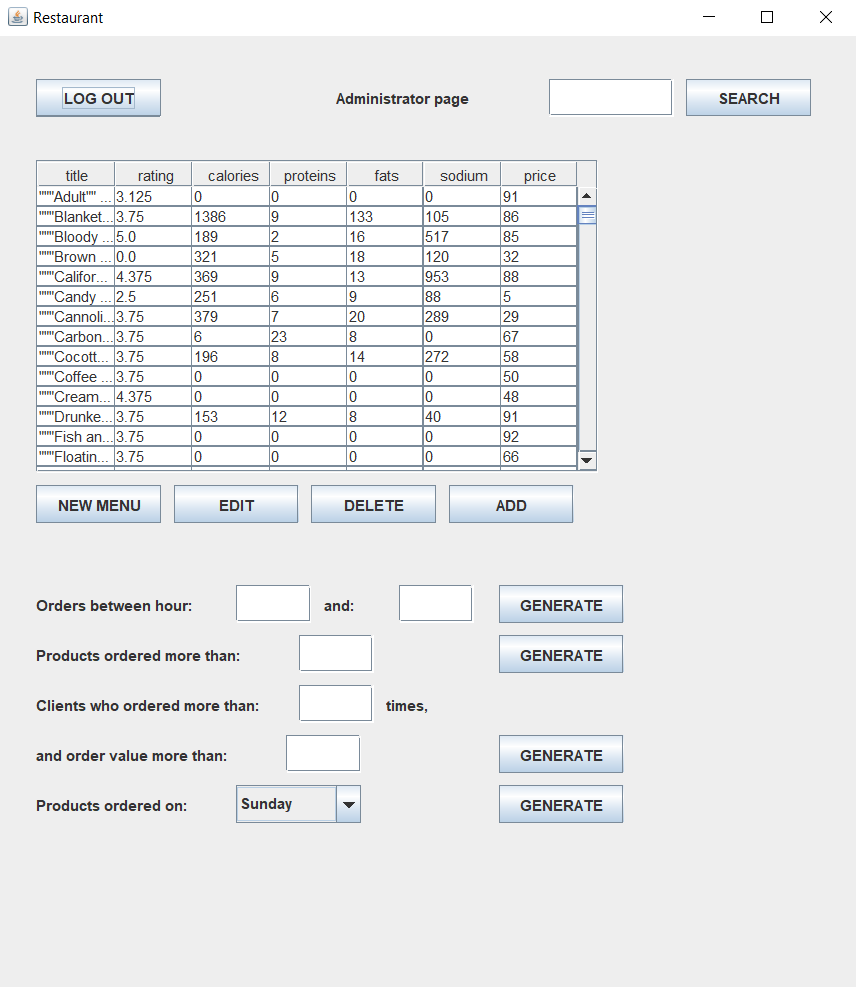 Restaurant
LOG OUT Administrator page SEARCH
title rating calories proteins fats sodium price
"""Adult"" ... 3.125 0 0 0 0 91
"""Blanket... 3.75 1386 9 133 105 86
"""Bloody ... 5.0 189 2 16 517 85
"""Brown ... 0.0 321 5 18 120 32
"""Califor... 4.375 369 9 13 953 88
"""Candy ... 2.5 251 6 9 88 5
"""Cannoli... 3.75 379 7 20 289 29
"""Carbon... 3.75 6 23 8 0 67
"""Cocott... 3.75 196 8 14 272 58
"""Coffee ... 3.75 0 0 0 0 50
"""Cream... 4.375 0 0 0 0 48
"""Drunke... 3.75 153 12 8 40 91
"""Fish an... 3.75 0 0 0 0 92
"""Floatin... 3.75 0 0 0 0 66
NEW MENU EDIT DELETE ADD
Orders between hour: and: GENERATE
Products ordered more than: GENERATE
Clients who ordered more than: times,
and order value more than: GENERATE
Products ordered on: Sunday GENERATE